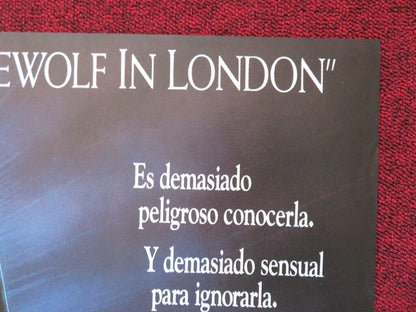 EWOLF IN LONDON"
Es demasiado
peligroso conocerla.
Y demasiado sensual
para ignorarla.